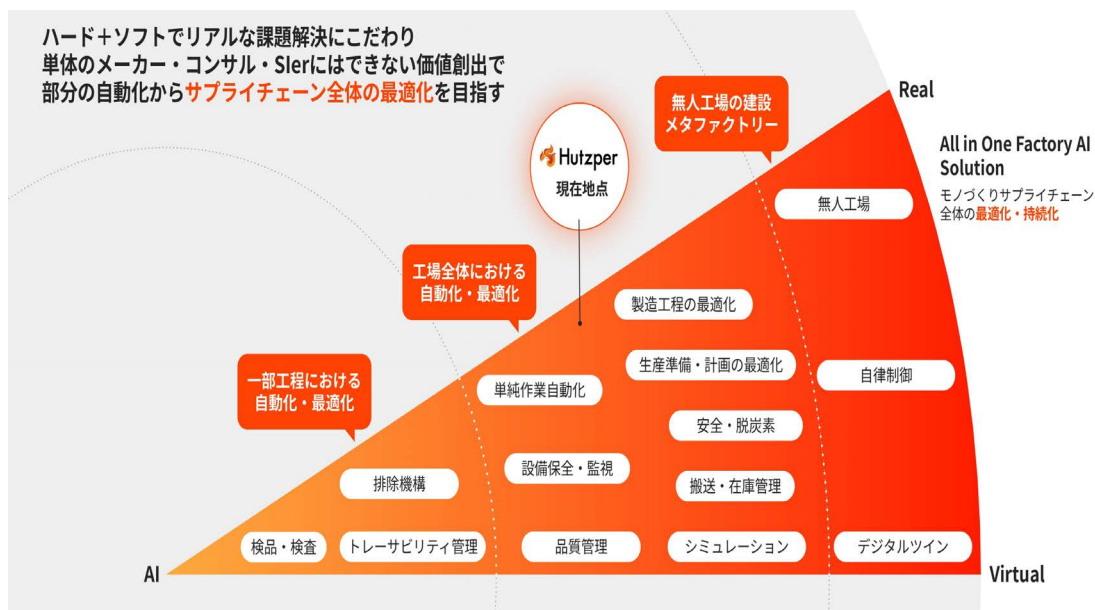 ハード＋ソフトでリアルな課題解決にこだわり
単体のメーカー・コンサル・SIerにはできない価値創出で
部分の自動化からサプライチェーン全体の最適化を目指す
無人工場の建設
メタファクトリー
Real
Hutzper
現在地点
All in One Factory AI
Solution
モノづくりサプライチェーン
全体の最適化・持続化
無人工場
工場全体における
自動化・最適化
製造工程の最適化
生産準備・計画の最適化
自律制御
一部工程における
自動化・最適化
単純作業自動化
安全・脱炭素
設備保全・監視
排除機構
搬送・在庫管理
検品・検査
トレーサビリティ管理
品質管理
シミュレーション
デジタルツイン
AI
Virtual